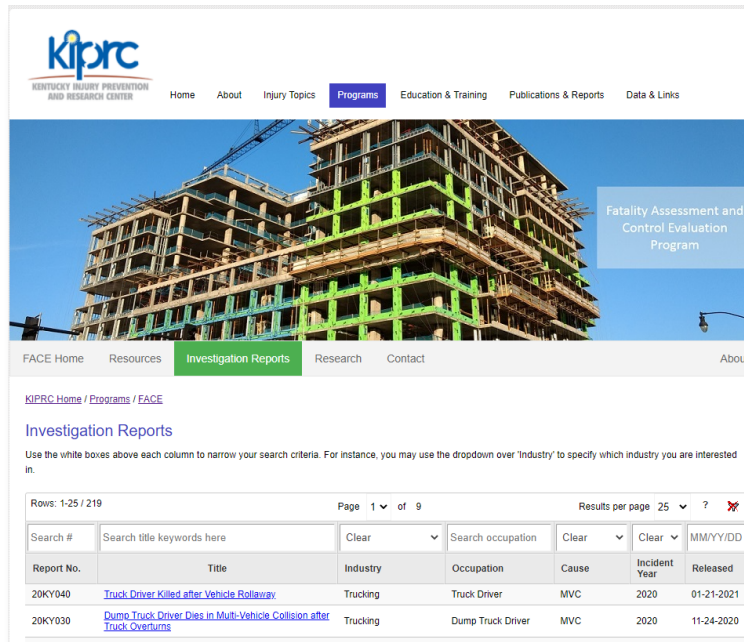 kiprc
KENTUCKY INJURY PREVENTION
AND RESEARCH CENTER
Home About Injury Topics Programs Education & Training Publications & Reports Data & Links
Fatality Assessment and
Control Evaluation
Program
FACE Home Resources Investigation Reports Research Contact Abou
KIPRC Home / Programs / FACE
Investigation Reports
Use the white boxes above each column to narrow your search criteria. For instance, you may use the dropdown over 'Industry' to specify which industry you are interested
in.
Rows: 1-25 / 219 Page 1 of 9 Results per page 25 ?
Search # Search title keywords here Clear Search occupation Clear Clear MM/YY/DD
Report No. Title Industry Occupation Cause Incident
Year Released
20KY040 Truck Driver Killed after Vehicle Rollaway Trucking Truck Driver MVC 2020 01-21-2021
20KY030 Dump Truck Driver Dies in Multi-Vehicle Collision after
Truck Overturns Trucking Dump Truck Driver MVC 2020 11-24-2020